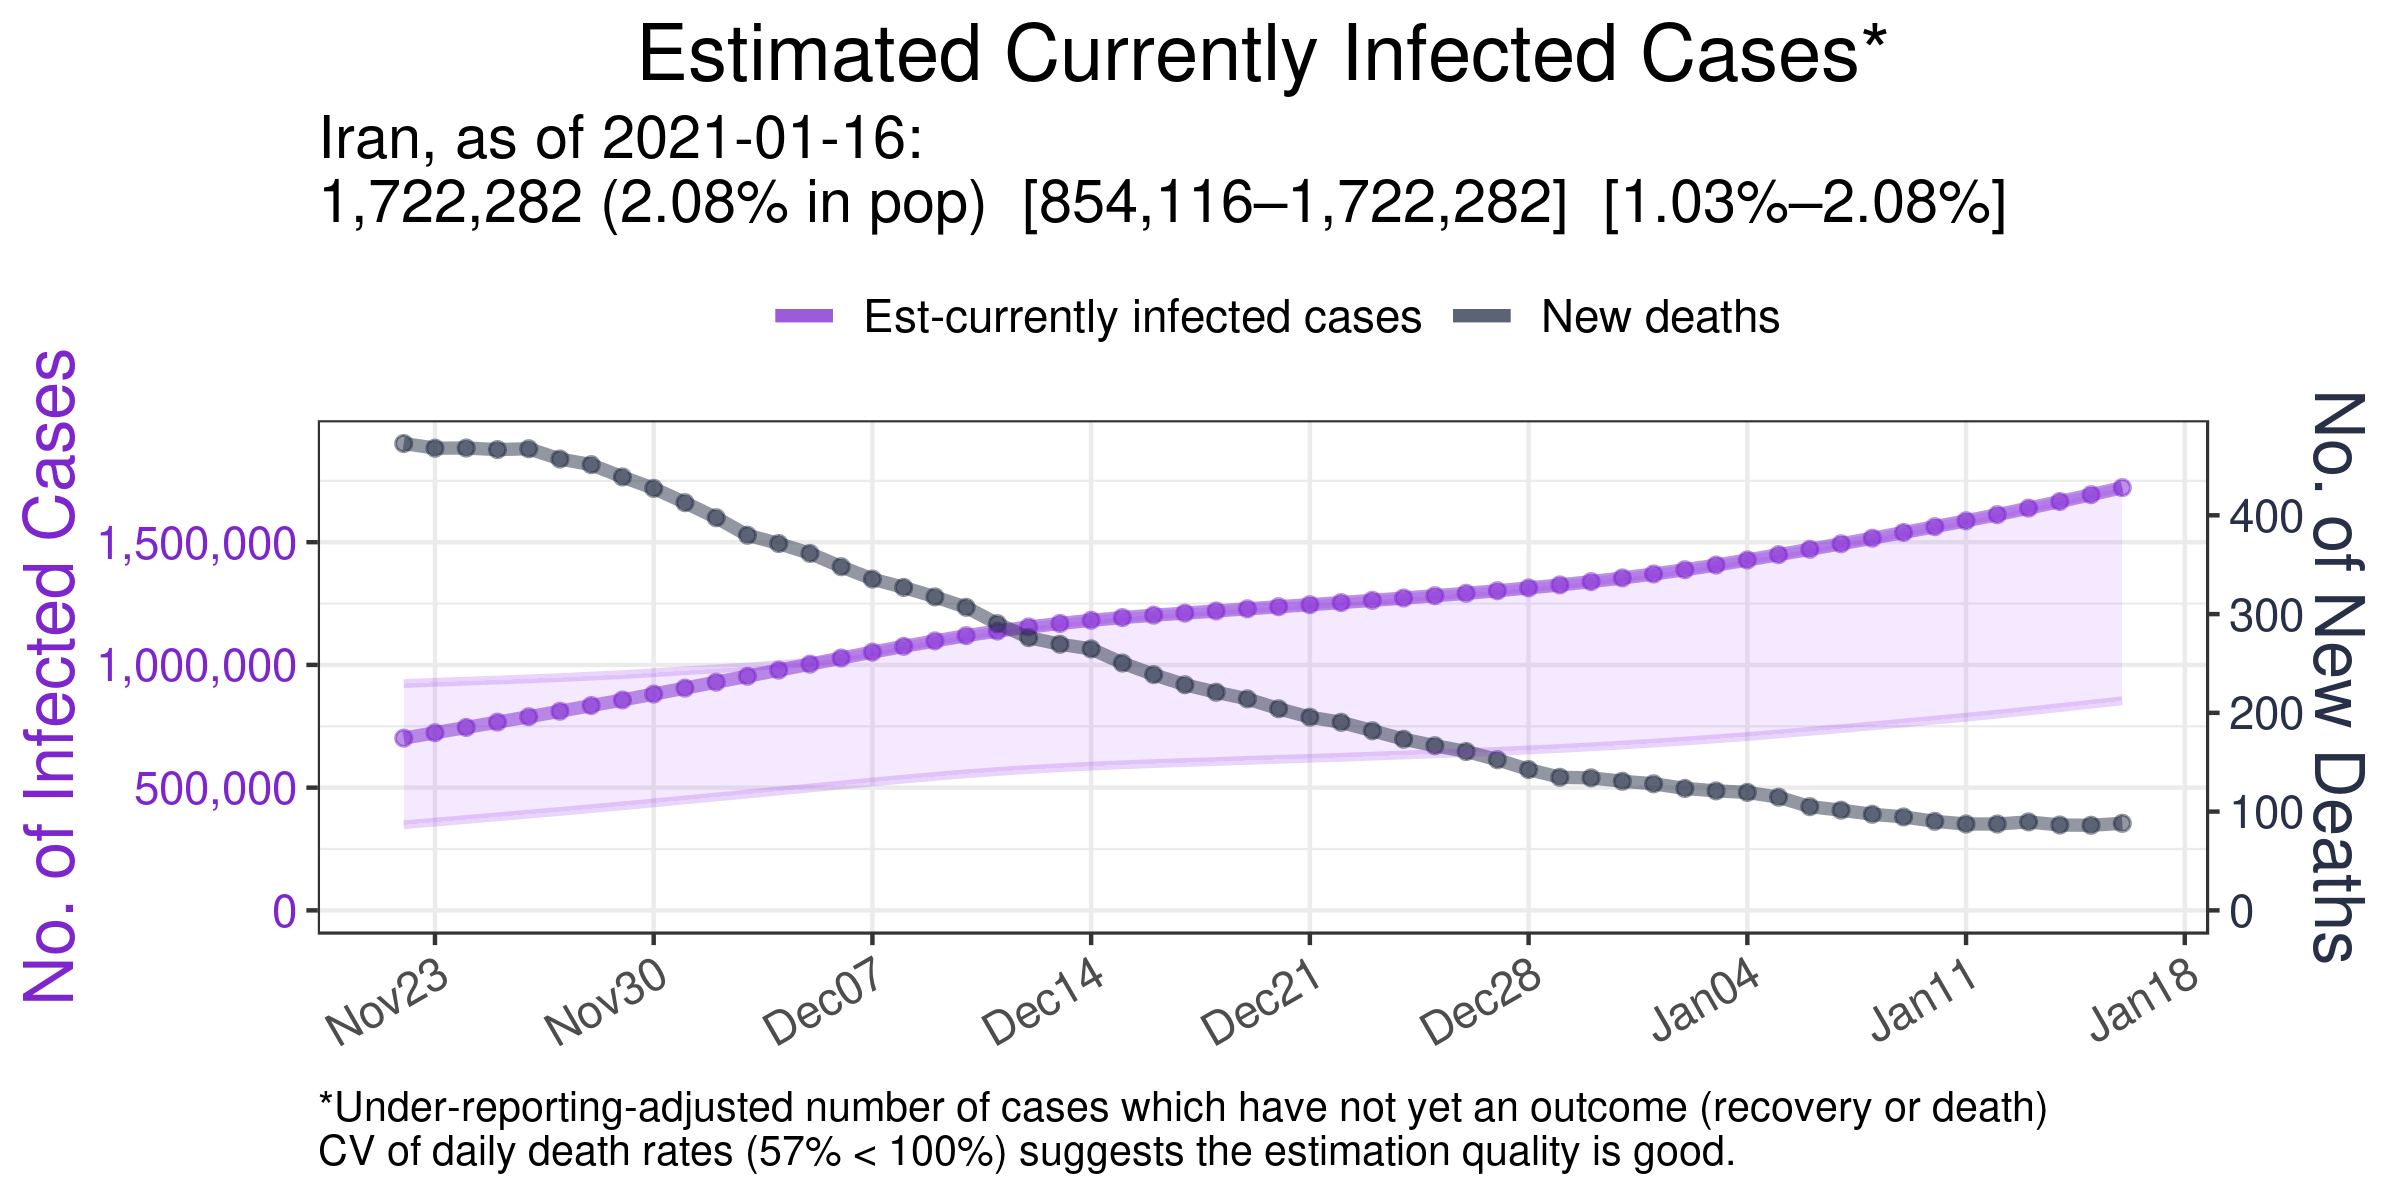 Estimated Currently Infected Cases*
Iran, as of 2021-01-16:
1,722,282 (2.08% in pop)  [854,116–1,722,282]  [1.03%–2.08%]
Est-currently infected cases
New deaths
No. of Infected Cases
1,500,000
1,000,000
500,000
0
400
300
200
100
0
No. of New Deaths
Nov23
Nov30
Dec07
Dec14
Dec21
Dec28
Jan04
Jan11
Jan18
*Under-reporting-adjusted number of cases which have not yet an outcome (recovery or death)
CV of daily death rates (57% < 100%) suggests the estimation quality is good.